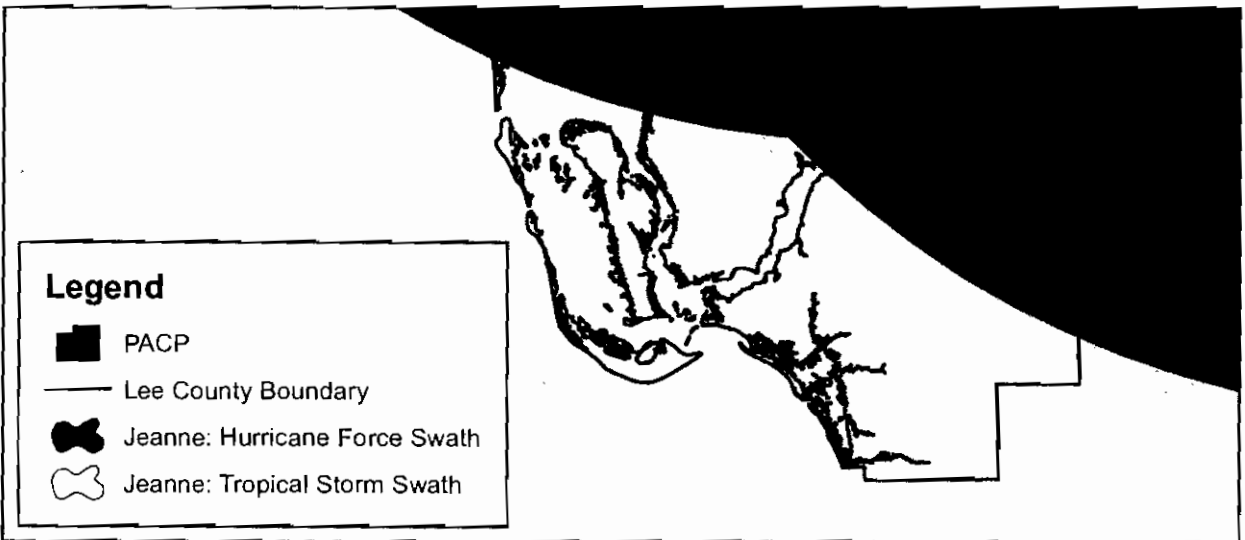 Legend
PACP
Lee County Boundary
Jeanne: Hurricane Force Swath
Jeanne: Tropical Storm Swath